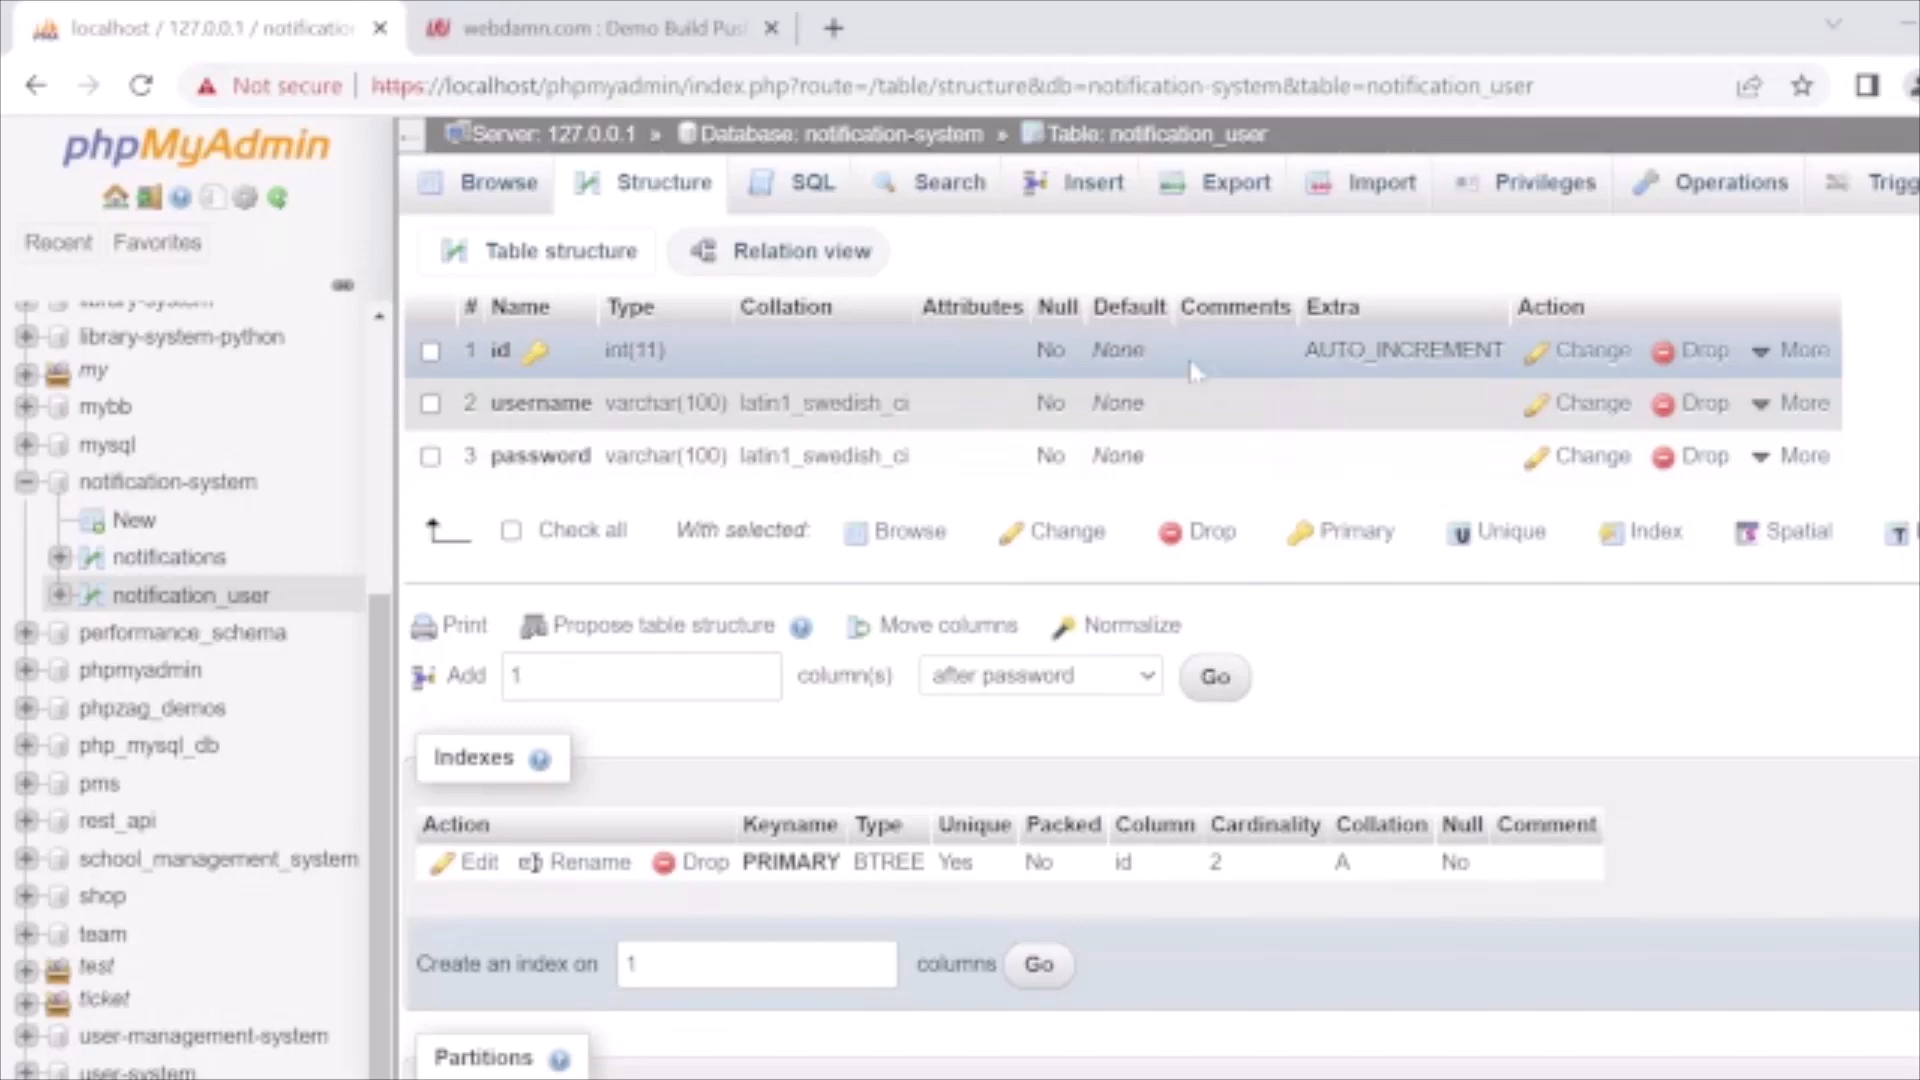 localhost / 127.0.0.1 / notificatio
webdamn.com : Demo Build Pus
Not secure | https://localhost/phpmyadmin/index.php?route=/table/structure&db=notification-system&table=notification_user
phpMyAdmin
Recent Favorites
library-system
library-system-python
my
mybb
mysql
notification-system
New
notifications
notification_user
performance_schema
phpmyadmin
phpzag_demos
php_mysql_db
pms
rest_api
school_management_system
shop
team
test
ticket
user-management-system
user-system
Server: 127.0.0.1 » Database: notification-system » Table: notification_user
Browse Structure SQL Search Insert Export Import Privileges Operations Trigg
Table structure Relation view
# Name Type Collation Attributes Null Default Comments Extra Action
1 id int(11) No None AUTO_INCREMENT Change Drop More
2 username varchar(100) latin1_swedish_ci No None Change Drop More
3 password varchar(100) latin1_swedish_ci No None Change Drop More
Check all With selected: Browse Change Drop Primary Unique Index Spatial
Print Propose table structure Move columns Normalize
Add 1 column(s) after password Go
Indexes
Action Keyname Type Unique Packed Column Cardinality Collation Null Comment
Edit Rename Drop PRIMARY BTREE Yes No id 2 A No
Create an index on 1 columns Go
Partitions